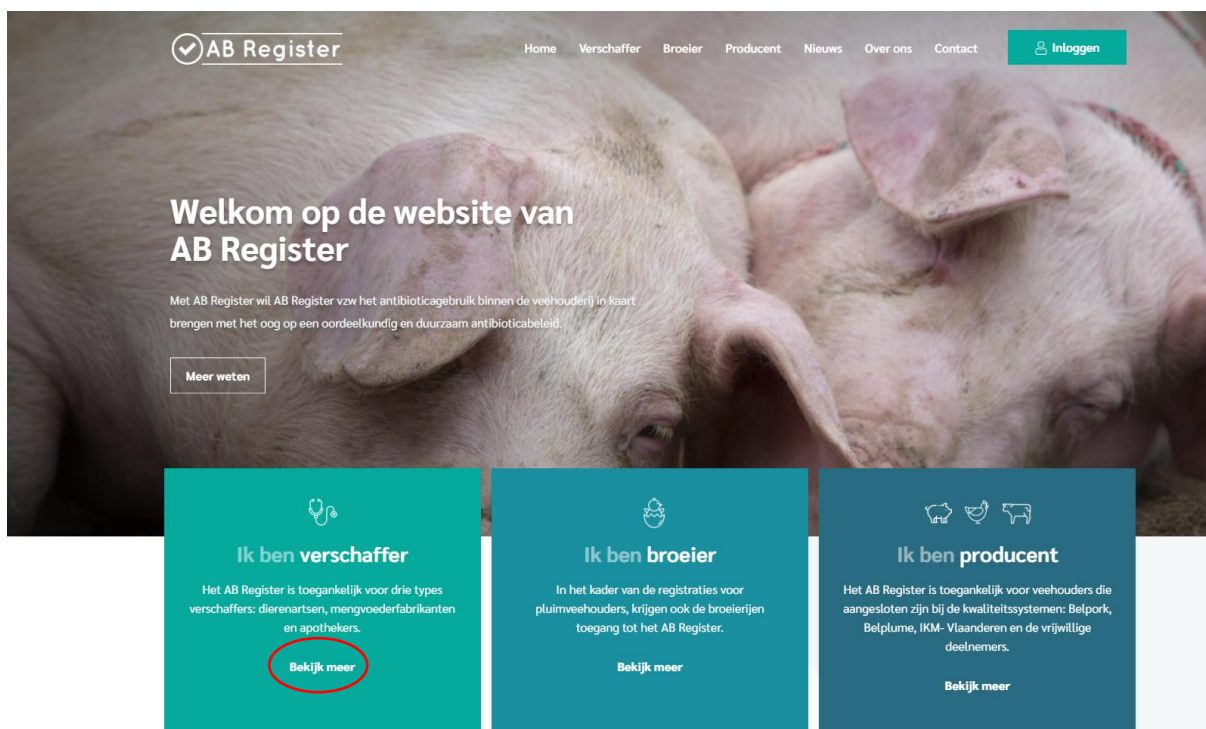 AB Register
Home Verschaffer Broeier Producent Nieuws Over ons Contact Inloggen
Welkom op de website van
AB Register
Met AB Register wil AB Register vzw het antibioticagebruik binnen de veehouderij in kaart
brengen met het oog op een oordeelkundig en duurzaam antibioticabeleid.
Meer weten
Ik ben verschaffer
Het AB Register is toegankelijk voor drie types
verschaffers: dierenartsen, mengvoederfabrikanten
en apothekers.
Bekijk meer
Ik ben broeier
In het kader van de registraties voor
pluimveehouders, krijgen ook de broeierijen
toegang tot het AB Register.
Bekijk meer
Ik ben producent
Het AB Register is toegankelijk voor veehouders die
aangesloten zijn bij de kwaliteitssystemen: Belpork,
Belplume, IKM- Vlaanderen en de vrijwillige
deelnemers.
Bekijk meer